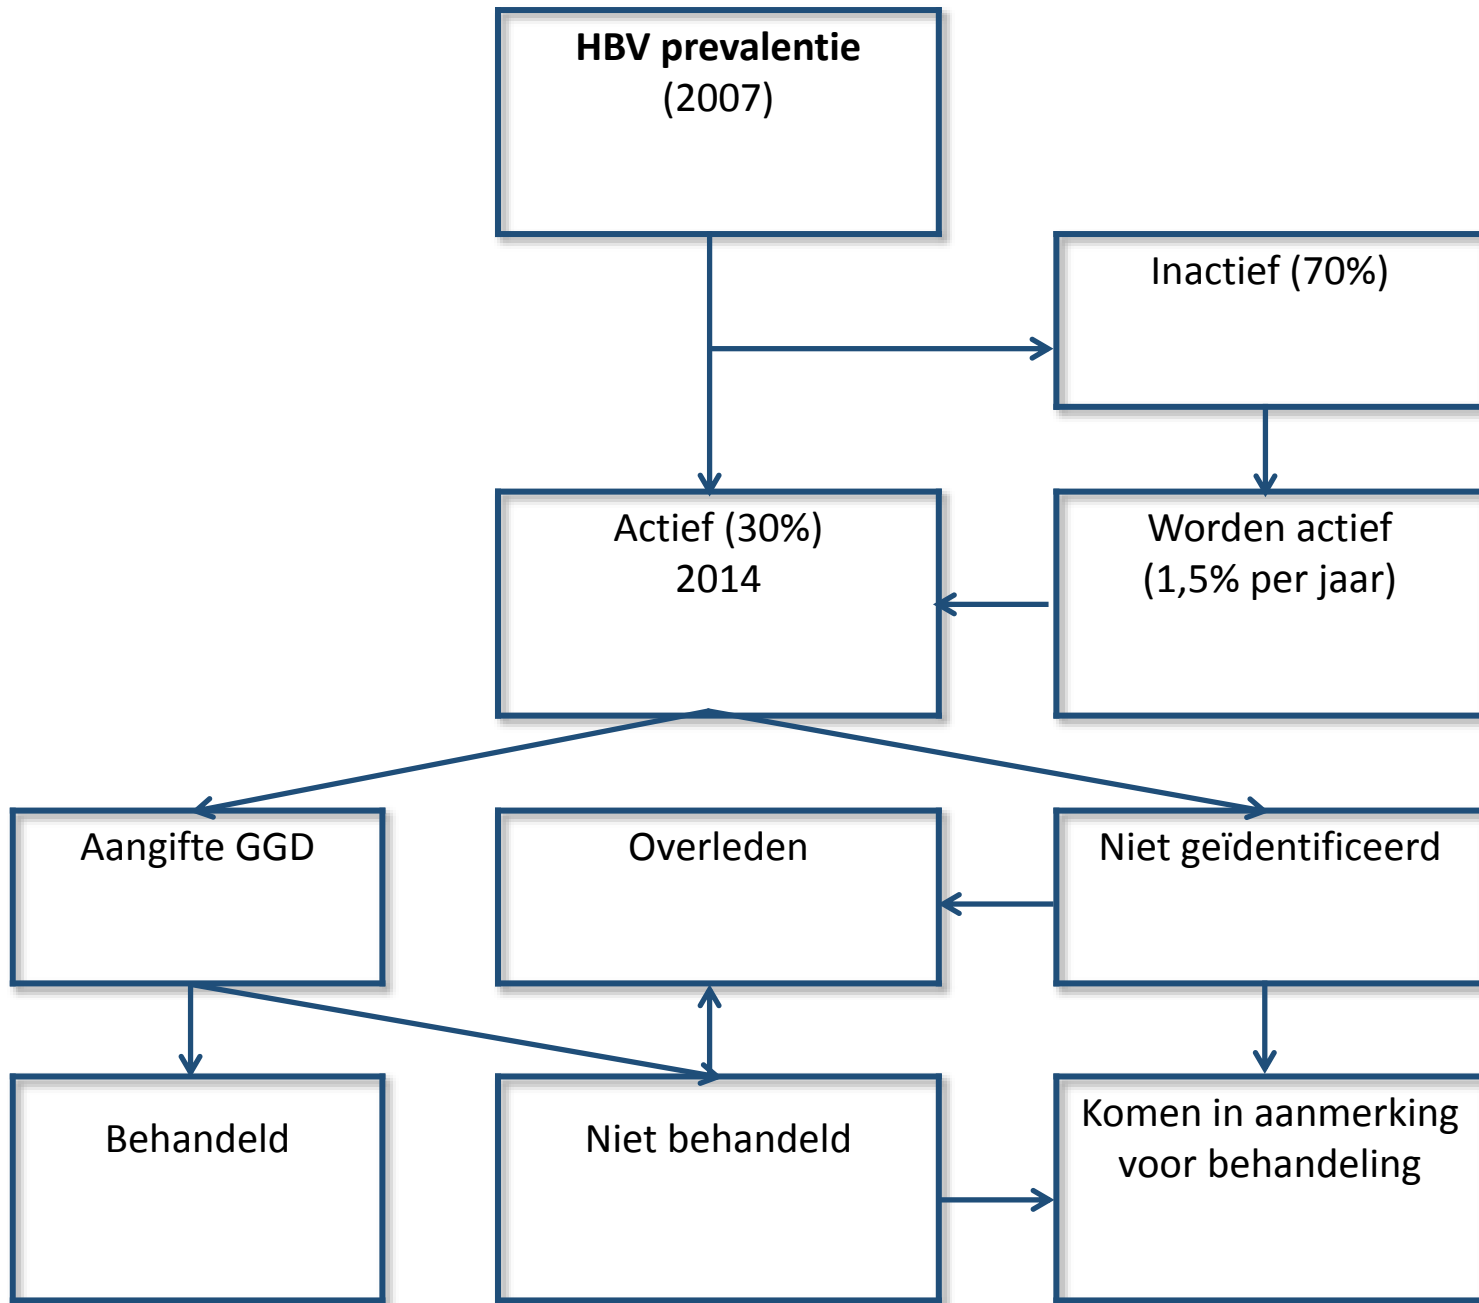 HBV prevalentie
(2007)
Inactief (70%)
Actief (30%)
2014
Worden actief
(1,5% per jaar)
Aangifte GGD
Overleden
Niet geïdentificeerd
Behandeld
Niet behandeld
Komen in aanmerking
voor behandeling